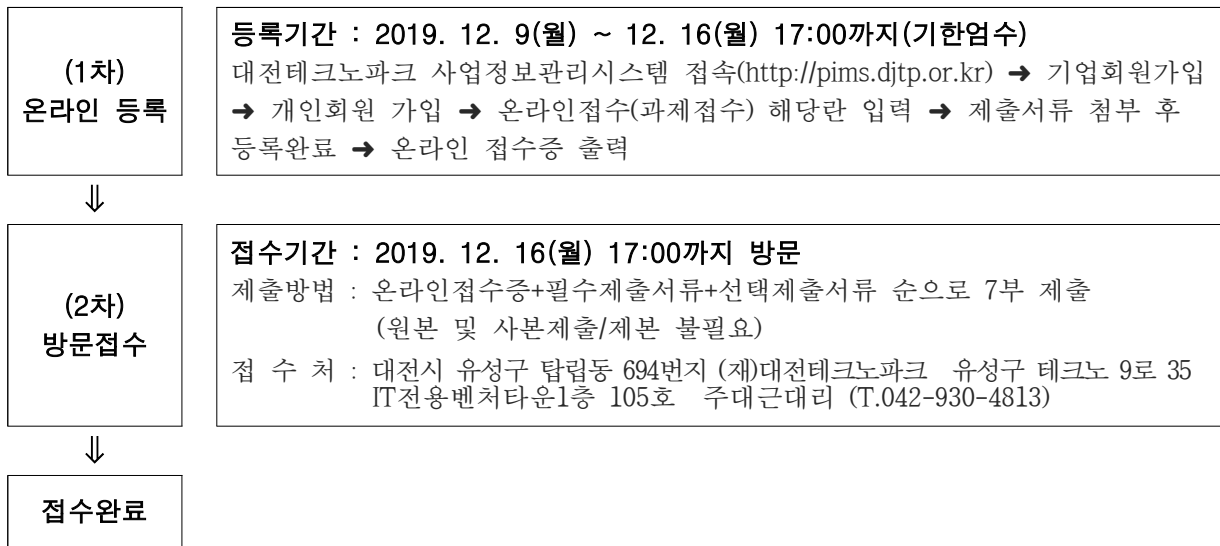 (1차)
온라인 등록
등록기간 : 2019. 12. 9(월) ~ 12. 16(월) 17:00까지(기한엄수)
대전테크노파크 사업정보관리시스템 접속(http://pims.djtp.or.kr) ➜ 기업회원가입
➜ 개인회원 가입 ➜ 온라인접수(과제접수) 해당란 입력 ➜ 제출서류 첨부 후
등록완료 ➜ 온라인 접수증 출력
⇓
(2차)
방문접수
접수기간 : 2019. 12. 16(월) 17:00까지 방문
제출방법 : 온라인접수증+필수제출서류+선택제출서류 순으로 7부 제출
(원본 및 사본제출/제본 불필요)
접 수 처 : 대전시 유성구 탑립동 694번지 (재)대전테크노파크 유성구 테크노 9로 35
IT전용벤처타운1층 105호 주대근대리 (T.042-930-4813)
⇓
접수완료